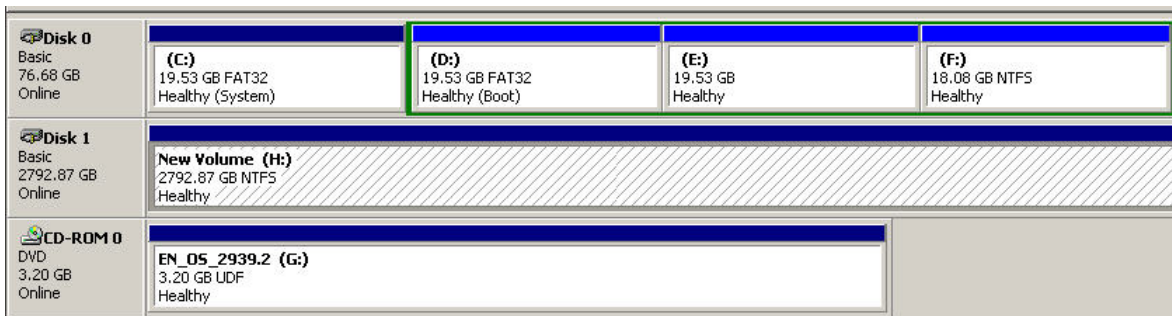 Disk 0
Basic
76.68 GB
Online
(C:)
19.53 GB FAT32
Healthy (System)
(D:)
19.53 GB FAT32
Healthy (Boot)
(E:)
19.53 GB
Healthy
(F:)
18.08 GB NTFS
Healthy
Disk 1
Basic
2792.87 GB
Online
New Volume (H:)
2792.87 GB NTFS
Healthy
CD-ROM 0
DVD
3.20 GB
Online
EN_OS_2939.2 (G:)
3.20 GB UDF
Healthy